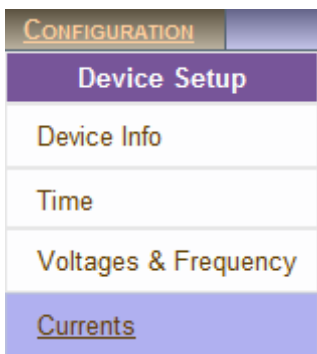 CONFIGURATION
Device Setup
Device Info
Time
Voltages & Frequency
Currents